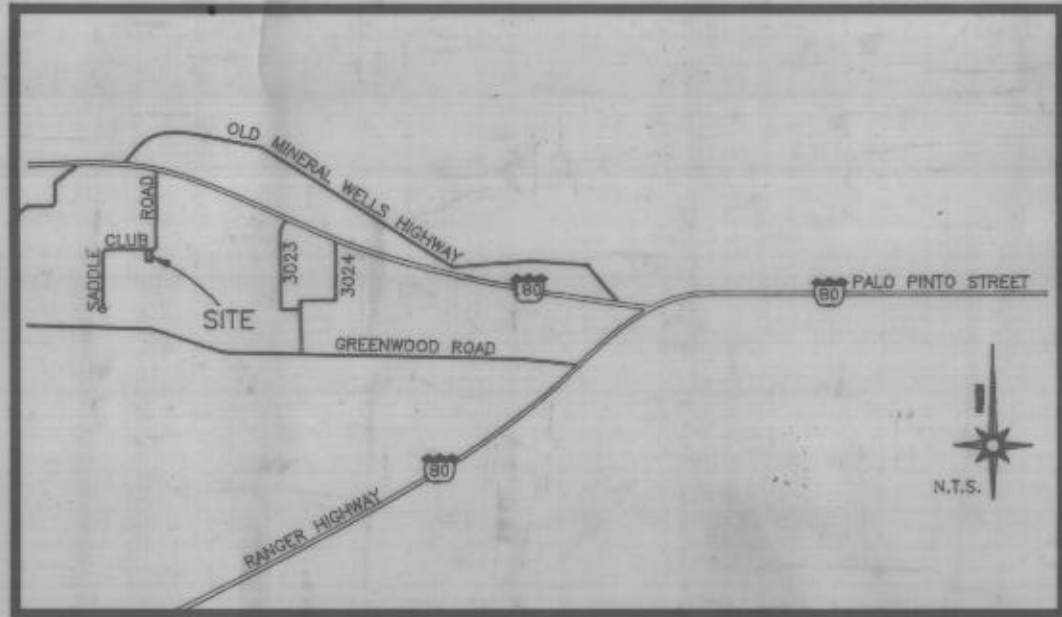 OLD MINERAL WELLS HIGHWAY
SADDLE CLUB ROAD
3023
3024
80
80
PALO PINTO STREET
SITE
GREENWOOD ROAD
80
RANGER HIGHWAY
N.T.S.